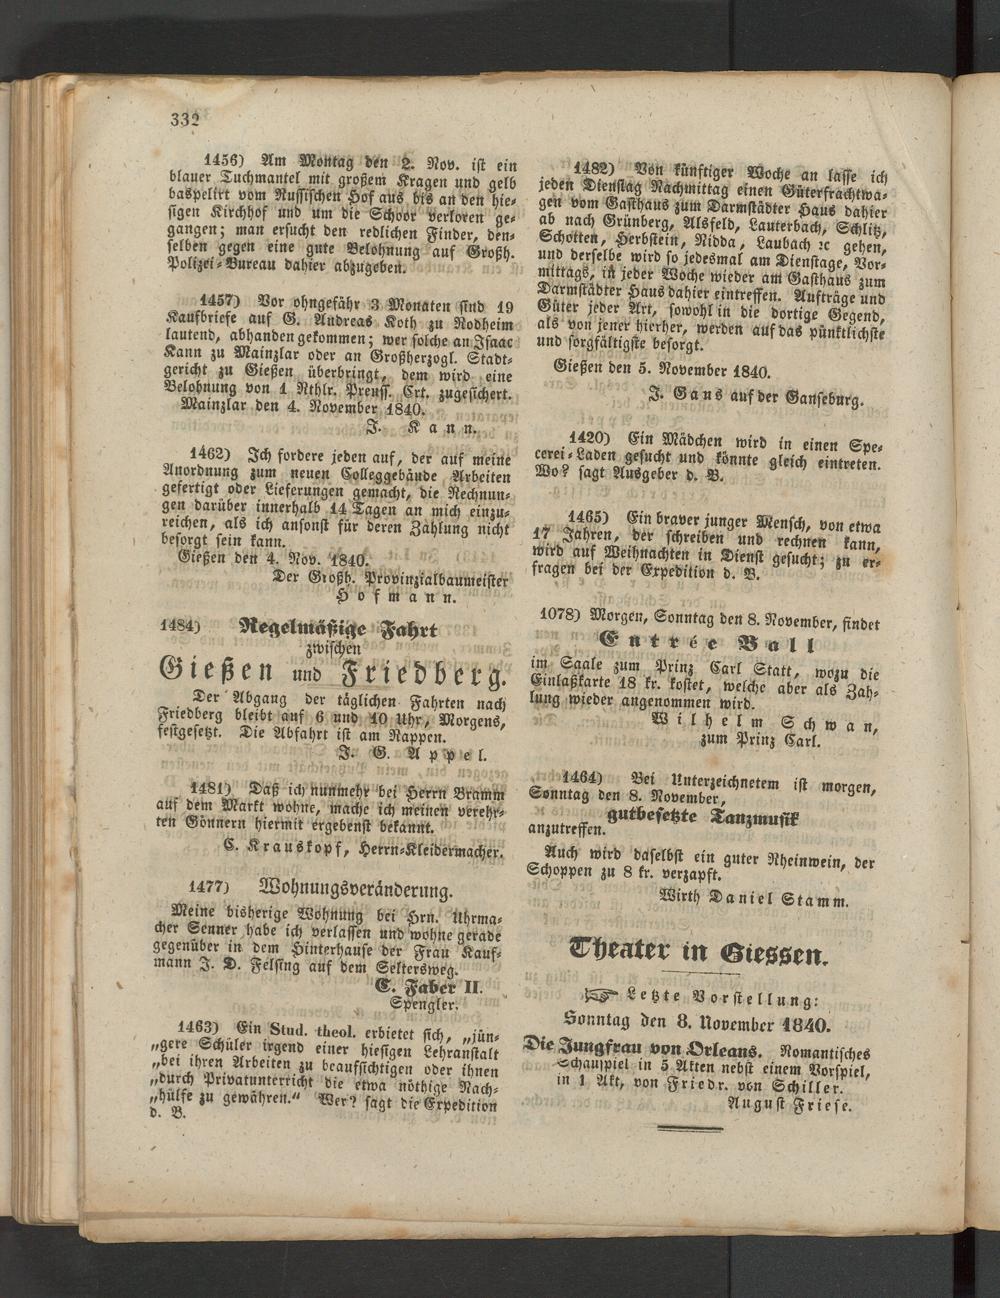 332
1456) Am Montag den 2. Nov. ist ein
blauer Tuchmantel mit großem Kragen und gelb
baspelirt vom Russischen Hof aus bis an den hie-
sigen Kirchhof und um die Schoor verloren ge-
gangen; man ersucht den redlichen Finder, den-
selben gegen eine gute Belohnung auf Großh.
Polizei-Bureau dahier abzugeben.
1457) Vor ohngefähr 3 Monaten sind 19
Kaufbriefe auf G. Andreas Koth zu Rodheim
lautend, abhanden gekommen; wer solche an Isaac
Kann zu Mainzlar oder an Großherzogl. Stadt-
gericht zu Gießen überbringt, dem wird eine
Belohnung von 1 Rthlr. Preuss. Crt. zugesichert.
Mainzlar den 4. November 1840.
J. Kann.
1462) Ich fordere jeden auf, der auf meine
Anordnung zum neuen Colleggebäude Arbeiten
gefertigt oder Lieferungen gemacht, die Rechnun-
gen darüber innerhalb 14 Tagen an mich einzu-
reichen, als ich ansonst für deren Zahlung nicht
besorgt sein kann.
Gießen den 4. Nov. 1840.
Der Großh. Provinzialbaumeister
Hofmann.
1484) Regelmäßige Fahrt
zwischen
Gießen und Friedberg.
Der Abgang der täglichen Fahrten nach
Friedberg bleibt auf 6 und 10 Uhr, Morgens,
festgesetzt. Die Abfahrt ist am Rappen.
J. G. Appel.
1481) Daß ich nunmehr bei Herrn Bramm
auf dem Markt wohne, mache ich meinen verehr-
ten Gönnern hiermit ergebenst bekannt.
C. Krauskopf, Herrn-Kleidermacher.
1477) Wohnungsveränderung.
Meine bisherige Wohnung bei Hrn. Uhrma-
cher Senner habe ich verlassen und wohne gerade
gegenüber in dem Hinterhause der Frau Kauf-
mann J. D. Felsing auf dem Seltersweg.
C. Faber II.
Spengler.
1463) Ein Stud. theol. erbietet sich, „jün-
„gere Schüler irgend einer hiesigen Lehranstalt
„bei ihren Arbeiten zu beaufsichtigen oder ihnen
„durch Privatunterricht die etwa nöthige Nach-
„hülfe zu gewähren.“ Wer? sagt die Expedition
d. B.
1482) Von künftiger Woche an lasse ich
jeden Dienstag Nachmittag einen Güterfrachtwa-
gen vom Gasthaus zum Darmstädter Haus dahier
ab nach Grünberg, Alsfeld, Lauterbach, Schlitz,
Schotten, Herbstein, Nidda, Laubach ꝛc gehen,
und derselbe wird so jedesmal am Dienstage, Vor-
mittags, in jeder Woche wieder am Gasthaus zum
Darmstädter Haus dahier eintreffen. Aufträge und
Güter jeder Art, sowohl in die dortige Gegend,
als von jener hierher, werden auf das pünktlichste
und sorgfältigste besorgt.
Gießen den 5. November 1840.
J. Gans auf der Ganseburg.
1420) Ein Mädchen wird in einen Spe-
cerei-Laden gesucht und könnte gleich eintreten.
Wo? sagt Ausgeber d. B.
1465) Ein braver junger Mensch, von etwa
17 Jahren, der schreiben und rechnen kann,
wird auf Weihnachten in Dienst gesucht; zu er-
fragen bei der Expedition d. B.
1078) Morgen, Sonntag den 8. November, findet
Entrée Ball
im Saale zum Prinz Carl Statt, wozu die
Einlaßkarte 18 kr. kostet, welche aber als Zah-
lung wieder angenommen wird.
Wilhelm Schwan,
zum Prinz Carl.
1464) Bei Unterzeichnetem ist morgen,
Sonntag den 8. November,
gutbesetzte Tanzmusik
anzutreffen.
Auch wird daselbst ein guter Rheinwein, der
Schoppen zu 8 kr. verzapft.
Wirth Daniel Stamm.
Theater in Giessen.
☞ Letzte Vorstellung:
Sonntag den 8. November 1840.
Die Jungfrau von Orleans. Romantisches
Schauspiel in 5 Akten nebst einem Vorspiel,
in 1 Akt, von Friedr. von Schiller.
August Friese.